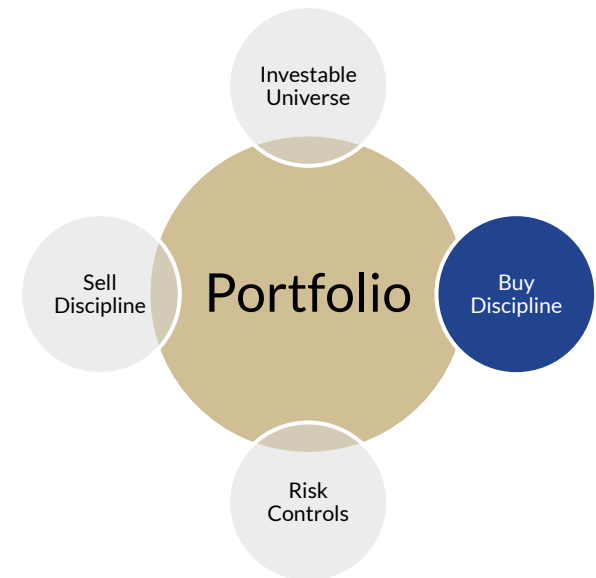 Investable
Universe
Sell
Discipline
Portfolio
Buy
Discipline
Risk
Controls